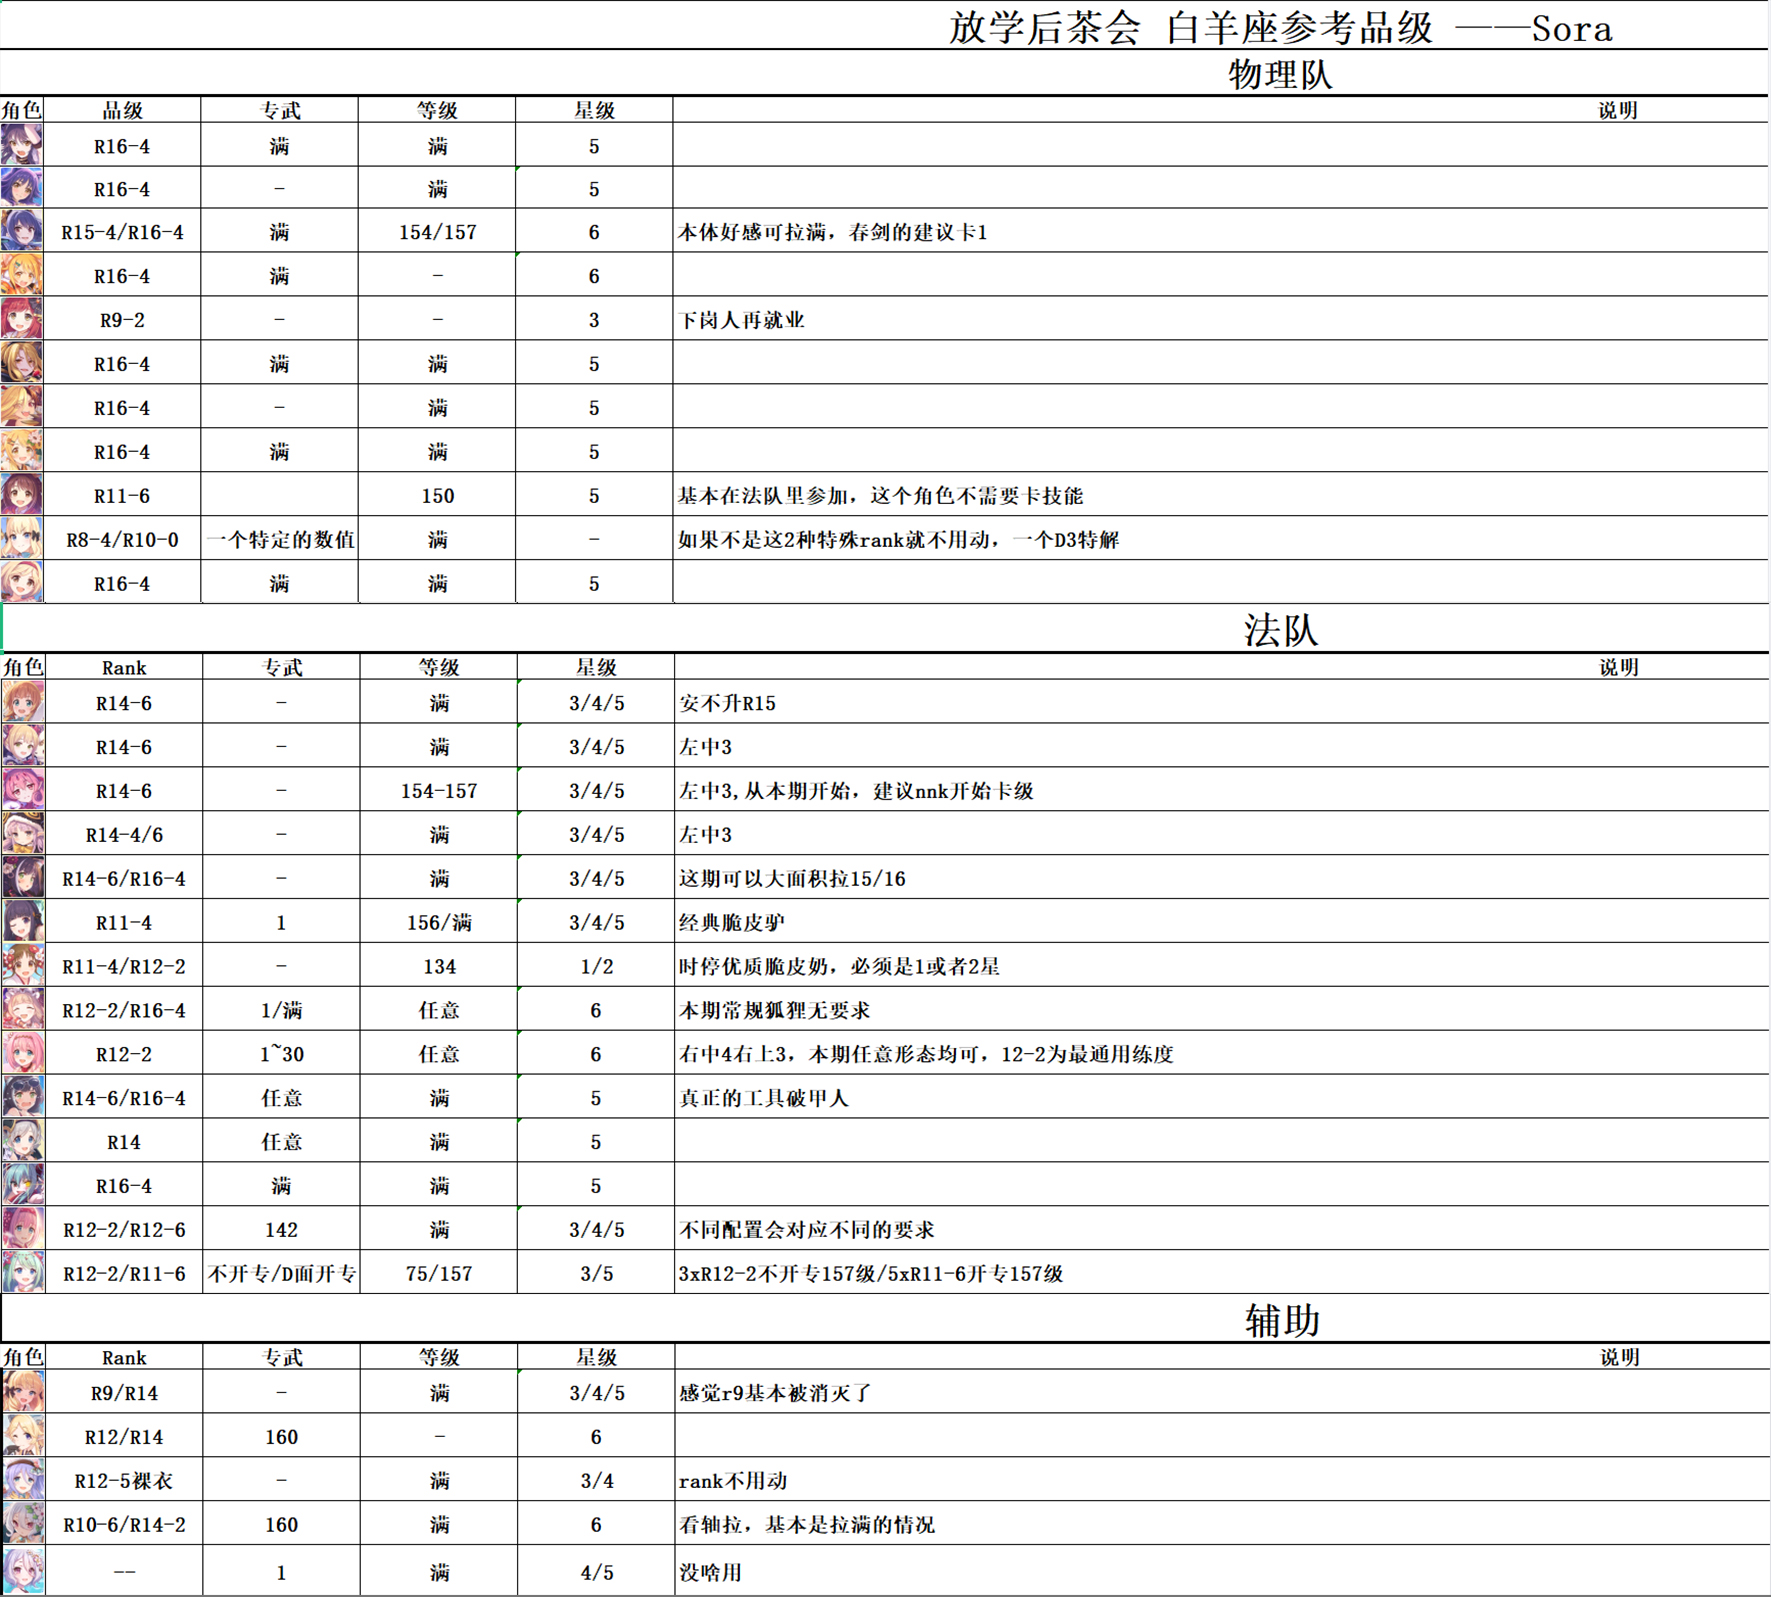 放学后茶会 白羊座参考品级 ——Sora
物理队
角色 品级 专武 等级 星级 说明
R16-4 满 满 5
R16-4 - 满 5
R15-4/R16-4 满 154/157 6 本体好感可拉满，春剑的建议卡1
R16-4 满 - 6
R9-2 - - 3 下岗人再就业
R16-4 满 满 5
R16-4 - 满 5
R16-4 满 满 5
R11-6 150 5 基本在法队里参加，这个角色不需要卡技能
R8-4/R10-0 一个特定的数值 满 - 如果不是这2种特殊rank就不用动，一个D3特解
R16-4 满 满 5
法队
角色 Rank 专武 等级 星级 说明
R14-6 - 满 3/4/5 安不升R15
R14-6 - 满 3/4/5 左中3
R14-6 - 154-157 3/4/5 左中3,从本期开始，建议nnk开始卡级
R14-4/6 - 满 3/4/5 左中3
R14-6/R16-4 - 满 3/4/5 这期可以大面积拉15/16
R11-4 1 156/满 3/4/5 经典脆皮驴
R11-4/R12-2 - 134 1/2 时停优质脆皮奶，必须是1或者2星
R12-2/R16-4 1/满 任意 6 本期常规狐狸无要求
R12-2 1~30 任意 6 右中4右上3，本期任意形态均可，12-2为最通用练度
R14-6/R16-4 任意 满 5 真正的工具破甲人
R14 任意 满 5
R16-4 满 满 5
R12-2/R12-6 142 满 3/4/5 不同配置会对应不同的要求
R12-2/R11-6 不开专/D面开专 75/157 3/5 3xR12-2不开专157级/5xR11-6开专157级
辅助
角色 Rank 专武 等级 星级 说明
R9/R14 - 满 3/4/5 感觉r9基本被消灭了
R12/R14 160 - 6
R12-5裸衣 - 满 3/4 rank不用动
R10-6/R14-2 160 满 6 看轴拉，基本是拉满的情况
-- 1 满 4/5 没啥用